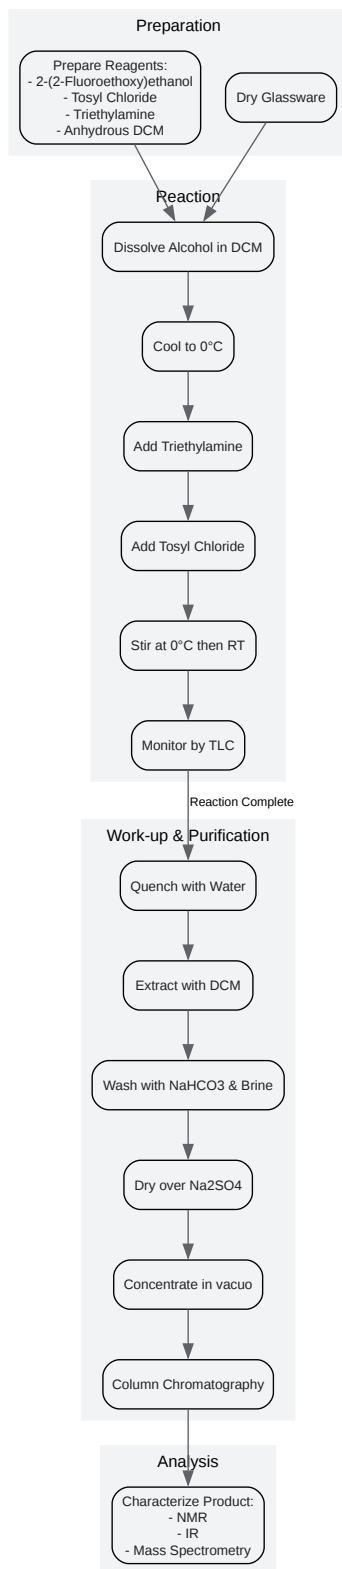 Preparation
Prepare Reagents:
- 2-(2-Fluoroethoxy)ethanol
- Tosyl Chloride
- Triethylamine
- Anhydrous DCM
Dry Glassware
Reaction
Dissolve Alcohol in DCM
Cool to 0°C
Add Triethylamine
Add Tosyl Chloride
Stir at 0°C then RT
Monitor by TLC
Reaction Complete
Work-up & Purification
Quench with Water
Extract with DCM
Wash with NaHCO3 & Brine
Dry over Na2SO4
Concentrate in vacuo
Column Chromatography
Analysis
Characterize Product:
- NMR
- IR
- Mass Spectrometry